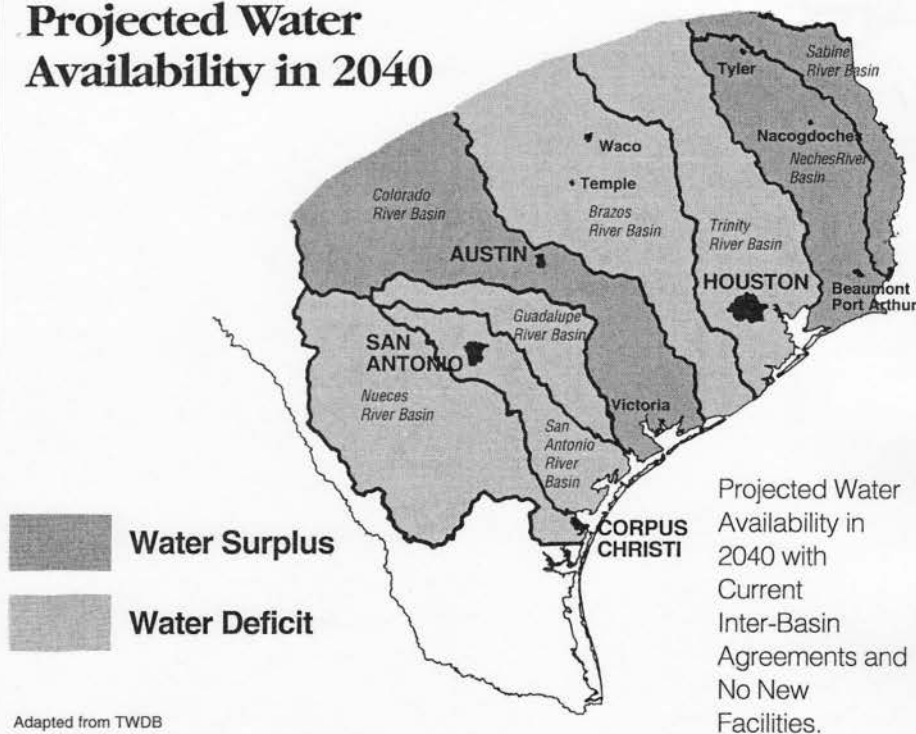 Projected Water
Availability in 2040
Sabine
River Basin
Tyler
Nacogdoches
NechesRiver
Basin
Waco
Temple
Brazos
River Basin
Trinity
River Basin
Colorado
River Basin
AUSTIN
HOUSTON
Beaumont
Port Arthur
Guadalupe
River Basin
SAN
ANTONIO
Nueces
River Basin
Victoria
San
Antonio
River
Basin
CORPUS
CHRISTI
Water Surplus
Water Deficit
Projected Water
Availability in
2040 with
Current
Inter-Basin
Agreements and
No New
Facilities.
Adapted from TWDB